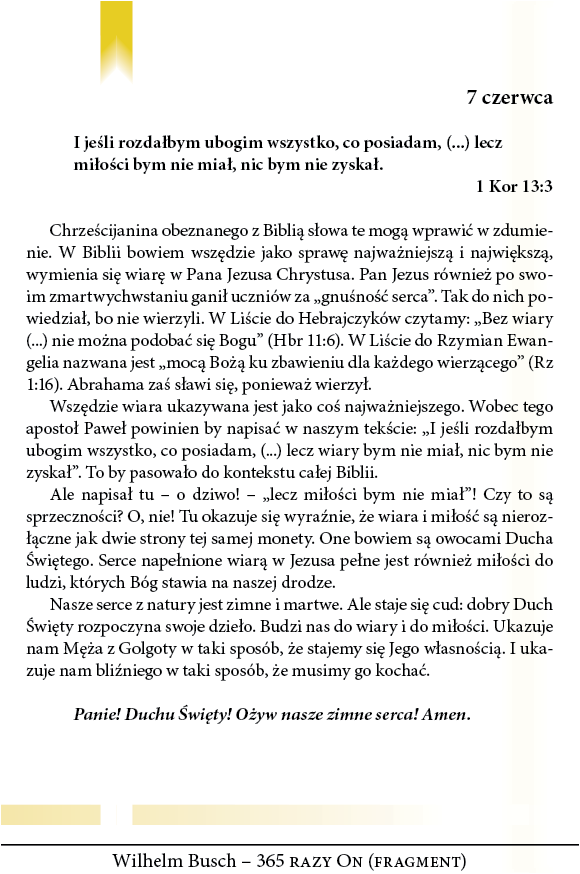 7 czerwca
I jeśli rozdałbym ubogim wszystko, co posiadam, (...) lecz
miłości bym nie miał, nic bym nie zyskał.
1 Kor 13:3
Chrześcijanina obeznanego z Biblią słowa te mogą wprawić w zdumie-
nie. W Biblii bowiem wszędzie jako sprawę najważniejszą i największą,
wymienia się wiarę w Pana Jezusa Chrystusa. Pan Jezus również po swo-
im zmartwychwstaniu ganił uczniów za „gnuśność serca”. Tak do nich po-
wiedział, bo nie wierzyli. W Liście do Hebrajczyków czytamy: „Bez wiary
(...) nie można podobać się Bogu” (Hbr 11:6). W Liście do Rzymian Ewan-
gelia nazwana jest „mocą Bożą ku zbawieniu dla każdego wierzącego” (Rz
1:16). Abrahama zaś sławi się, ponieważ wierzył.
Wszędzie wiara ukazywana jest jako coś najważniejszego. Wobec tego
apostoł Paweł powinien by napisać w naszym tekście: „I jeśli rozdałbym
ubogim wszystko, co posiadam, (...) lecz wiary bym nie miał, nic bym nie
zyskał”. To by pasowało do kontekstu całej Biblii.
Ale napisał tu – o dziwo! – „lecz miłości bym nie miał”! Czy to są
sprzeczności? O, nie! Tu okazuje się wyraźnie, że wiara i miłość są nieroz-
łączne jak dwie strony tej samej monety. One bowiem są owocami Ducha
Świętego. Serce napełnione wiarą w Jezusa pełne jest również miłości do
ludzi, których Bóg stawia na naszej drodze.
Nasze serce z natury jest zimne i martwe. Ale staje się cud: dobry Duch
Święty rozpoczyna swoje dzieło. Budzi nas do wiary i do miłości. Ukazuje
nam Męża z Golgoty w taki sposób, że stajemy się Jego własnością. I uka-
zuje nam bliźniego w taki sposób, że musimy go kochać.
Panie! Duchu Święty! Ożyw nasze zimne serca! Amen.
Wilhelm Busch – 365 razy On (fragment)